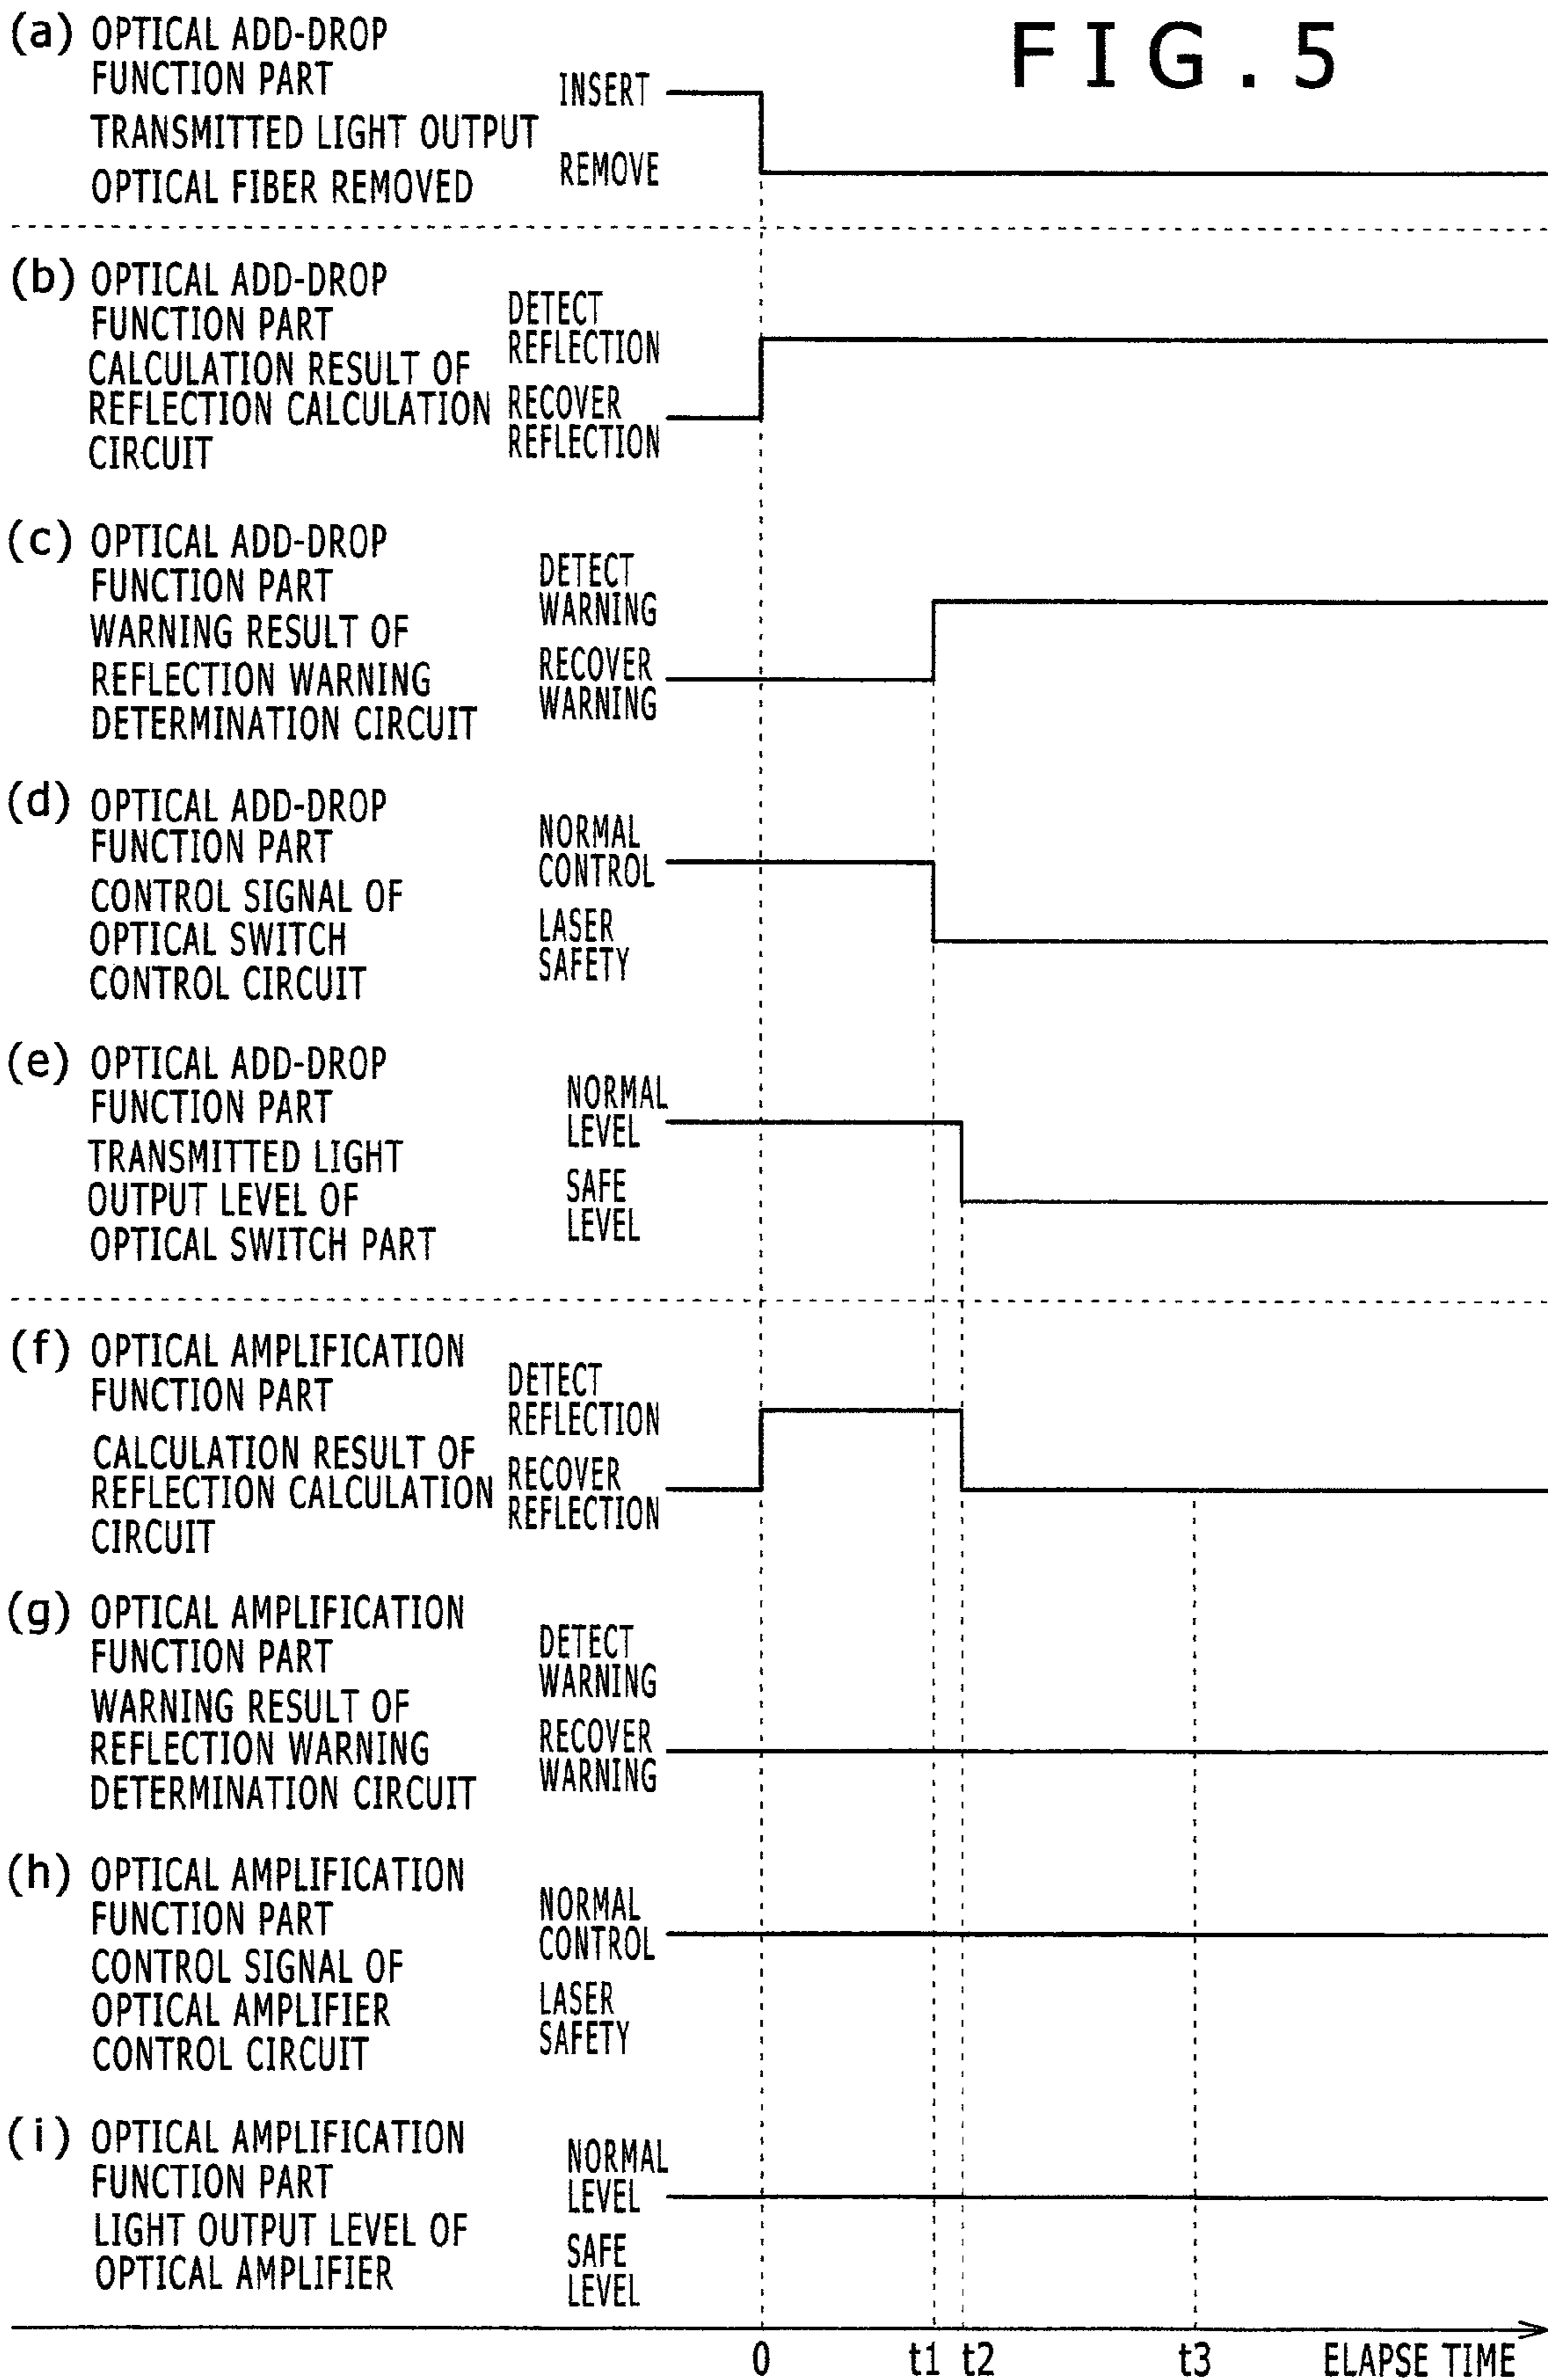 FIG.5
(a) OPTICAL ADD-DROP
FUNCTION PART
TRANSMITTED LIGHT OUTPUT
OPTICAL FIBER REMOVED
INSERT
REMOVE
(b) OPTICAL ADD-DROP
FUNCTION PART
CALCULATION RESULT OF
REFLECTION CALCULATION
CIRCUIT
DETECT
REFLECTION
RECOVER
REFLECTION
(c) OPTICAL ADD-DROP
FUNCTION PART
WARNING RESULT OF
REFLECTION WARNING
DETERMINATION CIRCUIT
DETECT
WARNING
RECOVER
WARNING
(d) OPTICAL ADD-DROP
FUNCTION PART
CONTROL SIGNAL OF
OPTICAL SWITCH
CONTROL CIRCUIT
NORMAL
CONTROL
LASER
SAFETY
(e) OPTICAL ADD-DROP
FUNCTION PART
TRANSMITTED LIGHT
OUTPUT LEVEL OF
OPTICAL SWITCH PART
NORMAL
LEVEL
SAFE
LEVEL
(f) OPTICAL AMPLIFICATION
FUNCTION PART
CALCULATION RESULT OF
REFLECTION CALCULATION
CIRCUIT
DETECT
REFLECTION
RECOVER
REFLECTION
(g) OPTICAL AMPLIFICATION
FUNCTION PART
WARNING RESULT OF
REFLECTION WARNING
DETERMINATION CIRCUIT
DETECT
WARNING
RECOVER
WARNING
(h) OPTICAL AMPLIFICATION
FUNCTION PART
CONTROL SIGNAL OF
OPTICAL AMPLIFIER
CONTROL CIRCUIT
NORMAL
CONTROL
LASER
SAFETY
(i) OPTICAL AMPLIFICATION
FUNCTION PART
LIGHT OUTPUT LEVEL OF
OPTICAL AMPLIFIER
NORMAL
LEVEL
SAFE
LEVEL
0 t1 t2 t3 ELAPSE TIME